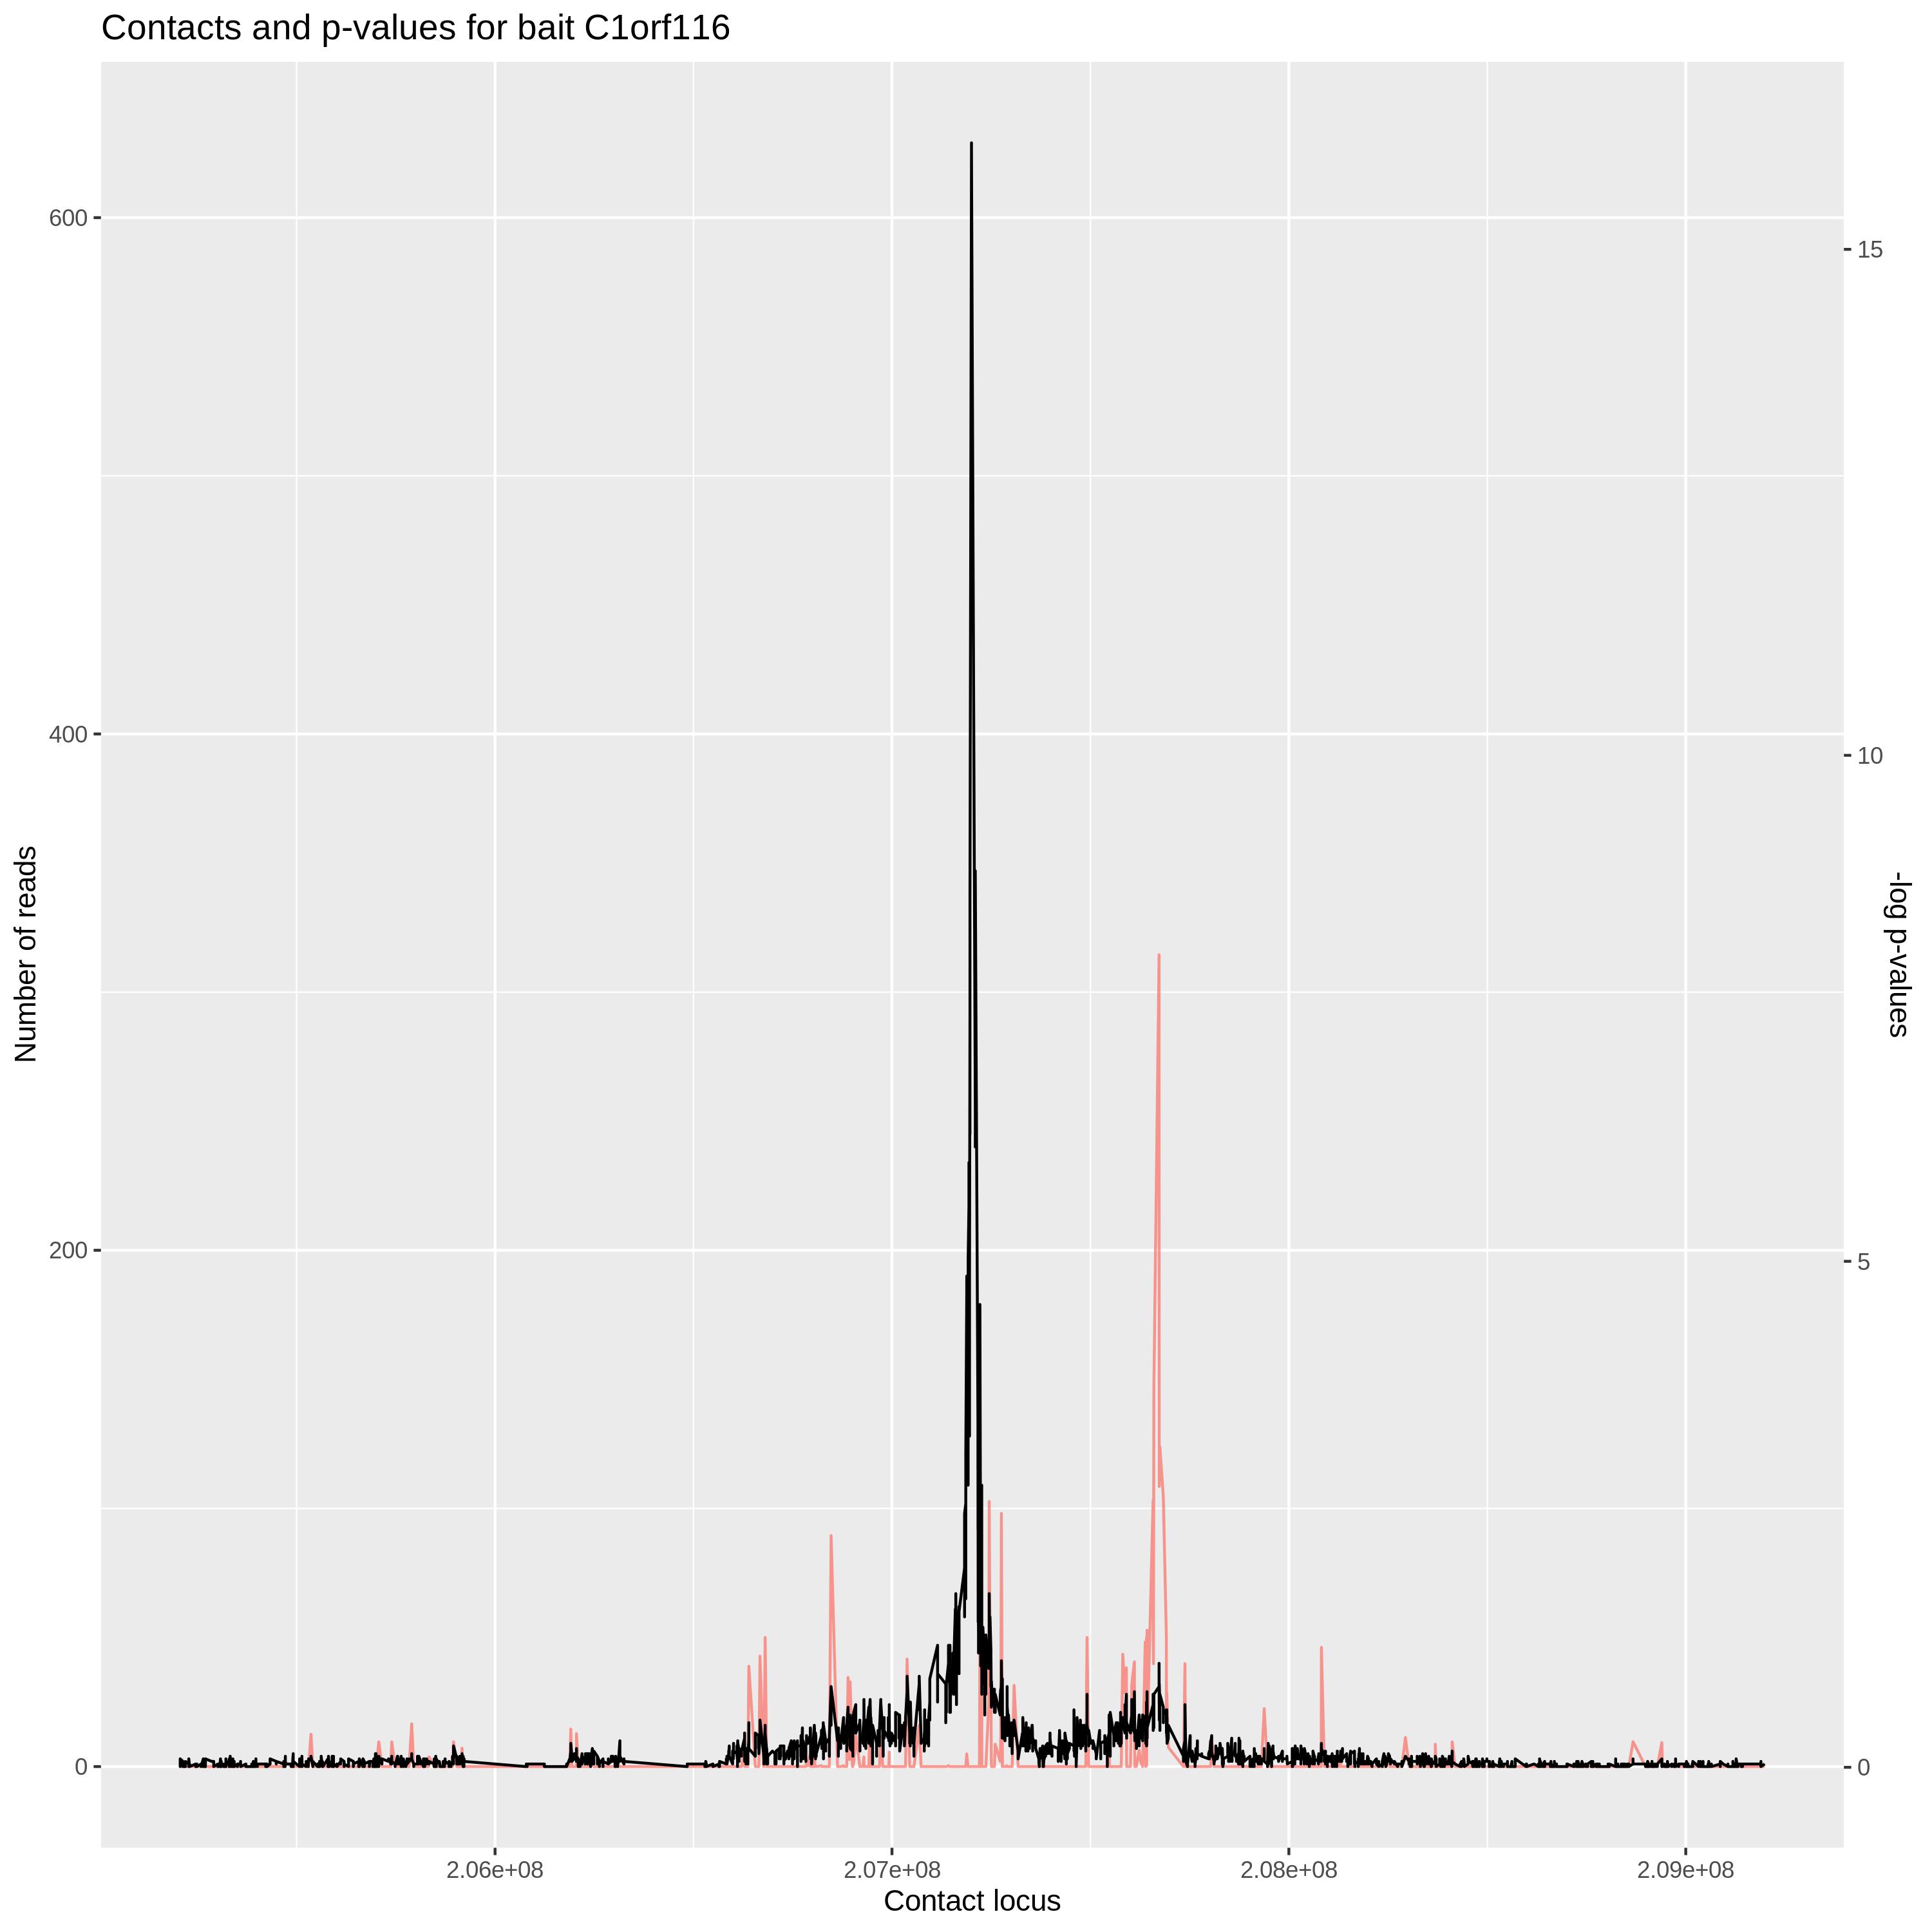 Contacts and p-values for bait C1orf116
600
400
200
0
15
10
5
0
Number of reads
-log p-values
2.06e+08
2.07e+08
2.08e+08
2.09e+08
Contact locus